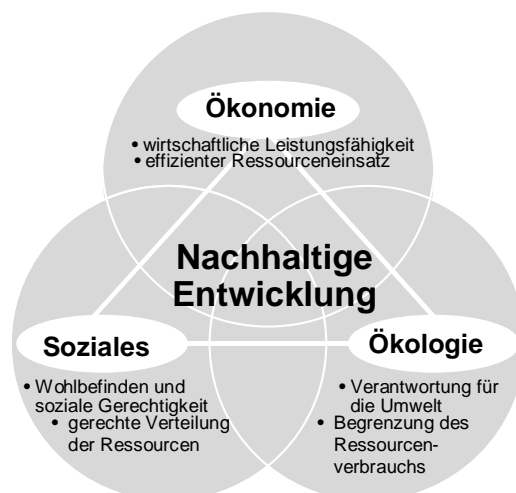 Ökonomie
• wirtschaftliche Leistungsfähigkeit
• effizienter Ressourceneinsatz
Nachhaltige
Entwicklung
Soziales
• Wohlbefinden und
soziale Gerechtigkeit
• gerechte Verteilung
der Ressourcen
Ökologie
• Verantwortung für
die Umwelt
• Begrenzung des
Ressourcen-
verbrauchs